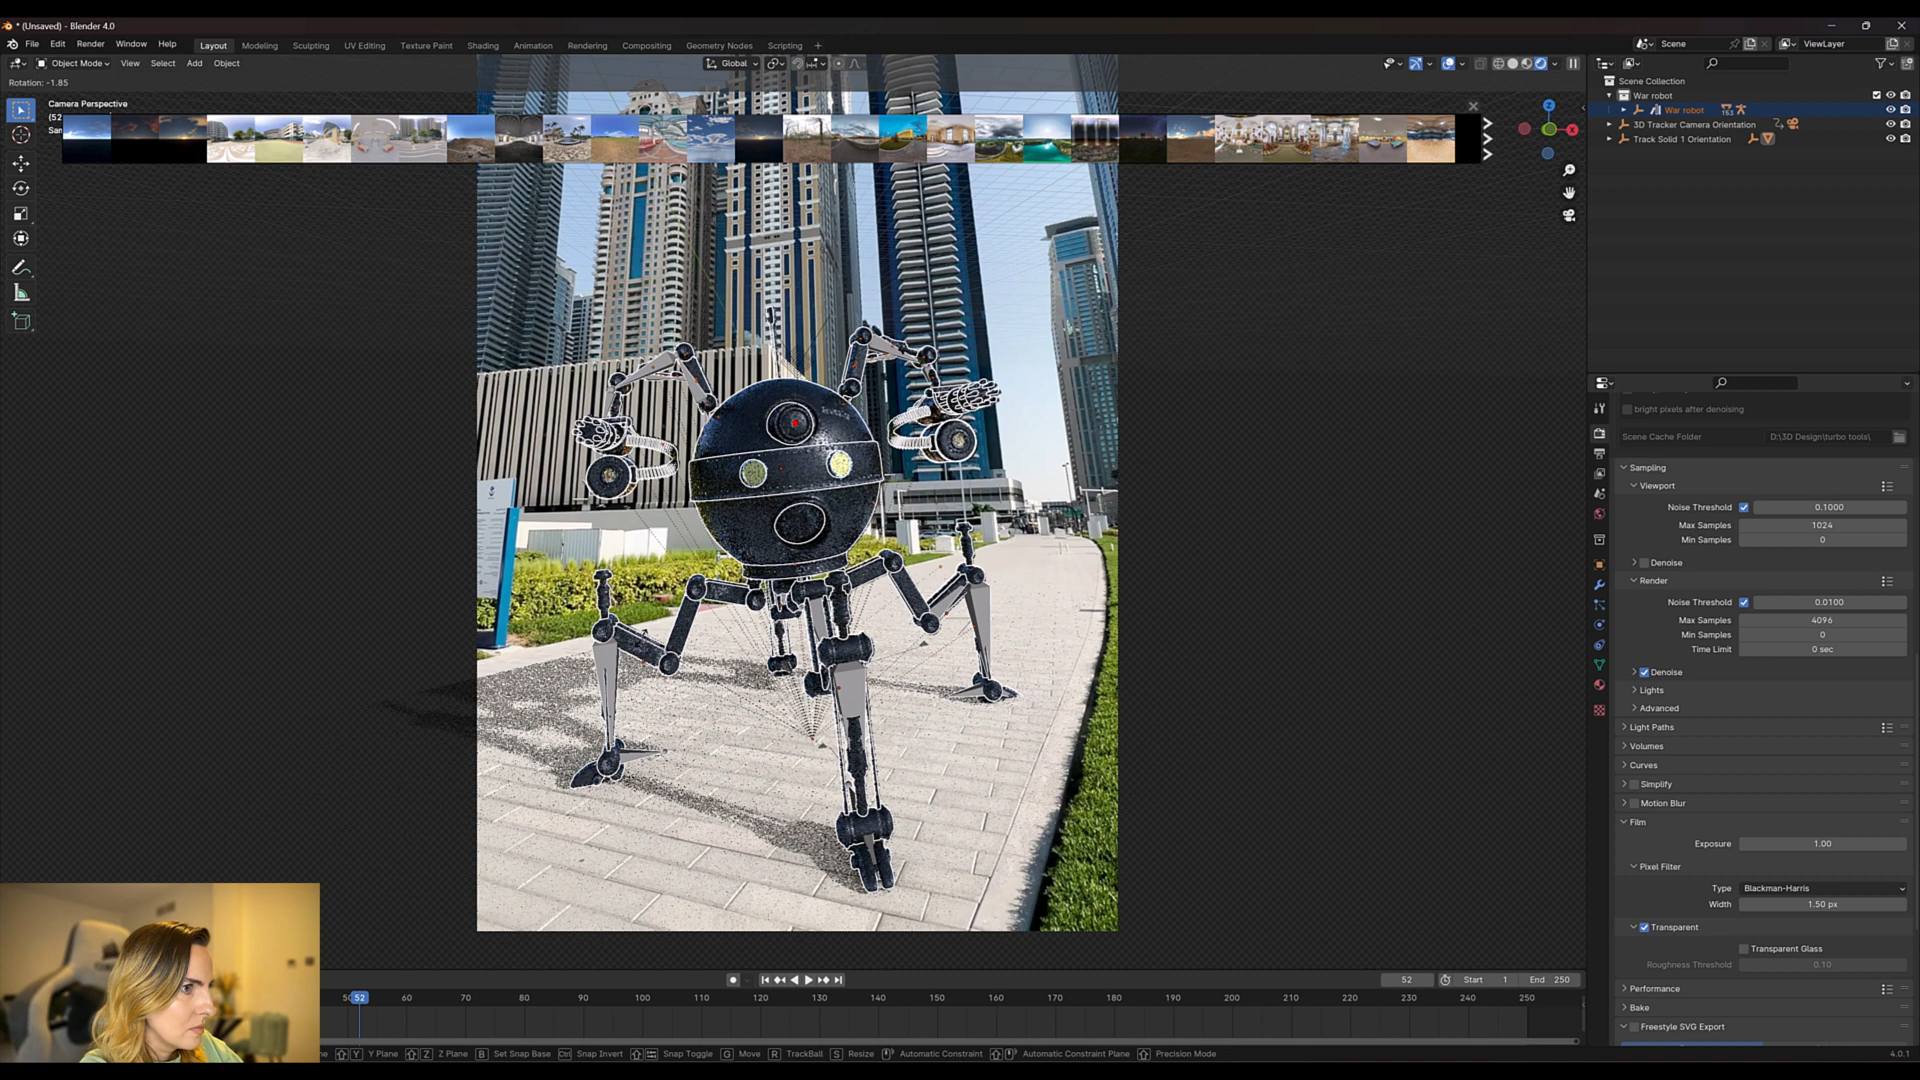 * (Unsaved) - Blender 4.0
File Edit Render Window Help
Layout Modeling Sculpting UV Editing Texture Paint Shading Animation Rendering Compositing Geometry Nodes Scripting +
Scene
ViewLayer
Object Mode View Select Add Object
Global
Rotation: -1.85
Camera Perspective
(52
Z
X
Scene Collection
War robot
War robot 153
3D Tracker Camera Orientation
Track Solid 1 Orientation
bright pixels after denoising
Scene Cache Folder D:\3D Design\turbo tools\
Sampling
Viewport
Noise Threshold 0.1000
Max Samples 1024
Min Samples 0
Denoise
Render
Noise Threshold 0.0100
Max Samples 4096
Min Samples 0
Time Limit 0 sec
Denoise
Lights
Advanced
Light Paths
Volumes
Curves
Simplify
Motion Blur
Film
Exposure 1.00
Pixel Filter
Type Blackman-Harris
Width 1.50 px
Transparent
Transparent Glass
Roughness Threshold 0.10
Performance
Bake
Freestyle SVG Export
52 Start 1 End 250
52 60 70 80 90 100 110 120 130 140 150 160 170 180 190 200 210 220 230 240 250
Y Y Plane Z Z Plane B Set Snap Base Ctrl Snap Invert Snap Toggle G Move R TrackBall S Resize Automatic Constraint Automatic Constraint Plane Precision Mode
4.0.1